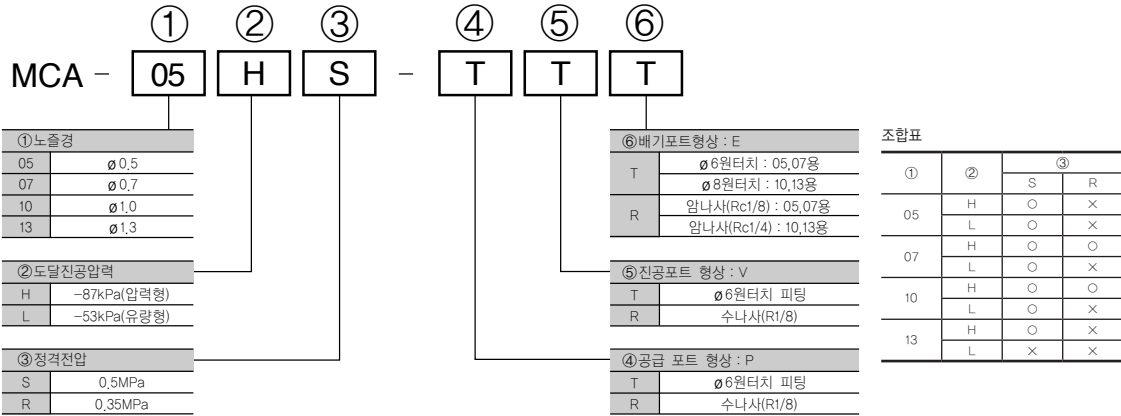 ① ② ③ ④ ⑤ ⑥
MCA - 05 H S - T T T
①노즐경
05 ø0.5
07 ø0.7
10 ø1.0
13 ø1.3
②도달진공압력
H -87kPa(압력형)
L -53kPa(유량형)
③정격전압
S 0.5MPa
R 0.35MPa
⑥배기포트형상 : E
T ø6원터치 : 05,07용
ø8원터치 : 10,13용
R 암나사(Rc1/8) : 05,07용
암나사(Rc1/4) : 10,13용
⑤진공포트 형상 : V
T ø6원터치 피팅
R 수나사(R1/8)
④공급 포트 형상 : P
T ø6원터치 피팅
R 수나사(R1/8)
조합표
① ② ③
S R
05 H ○ ×
L ○ ×
07 H ○ ○
L ○ ×
10 H ○ ○
L ○ ×
13 H ○ ×
L × ×